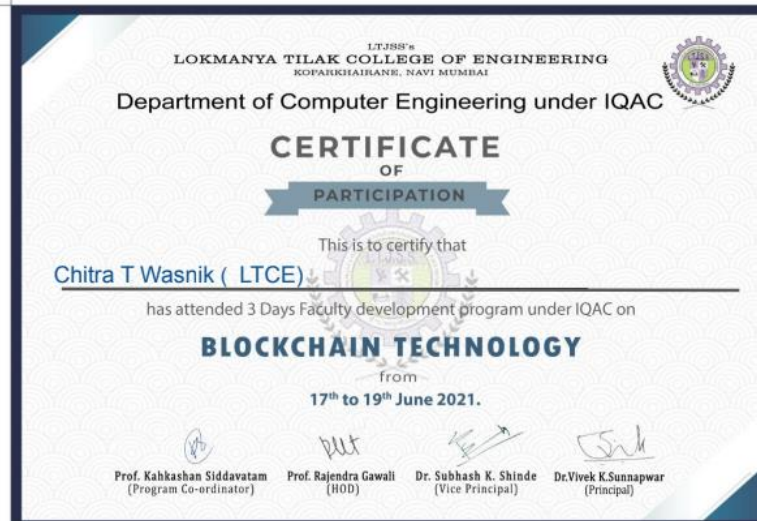 LTJSS's
LOKMANYA TILAK COLLEGE OF ENGINEERING
KOPARKHAIRANE, NAVI MUMBAI
Department of Computer Engineering under IQAC
CERTIFICATE
OF
PARTICIPATION
This is to certify that
LTJSS
Chitra T Wasnik ( LTCE)
has attended 3 Days Faculty development program under IQAC on
BLOCKCHAIN TECHNOLOGY
from
17th to 19th June 2021.
Prof. Kahkashan Siddavatam Prof. Rajendra Gawali Dr. Subhash K. Shinde Dr.Vivek K.Sunnapwar
(Program Co-ordinator) (HOD) (Vice Principal) (Principal)